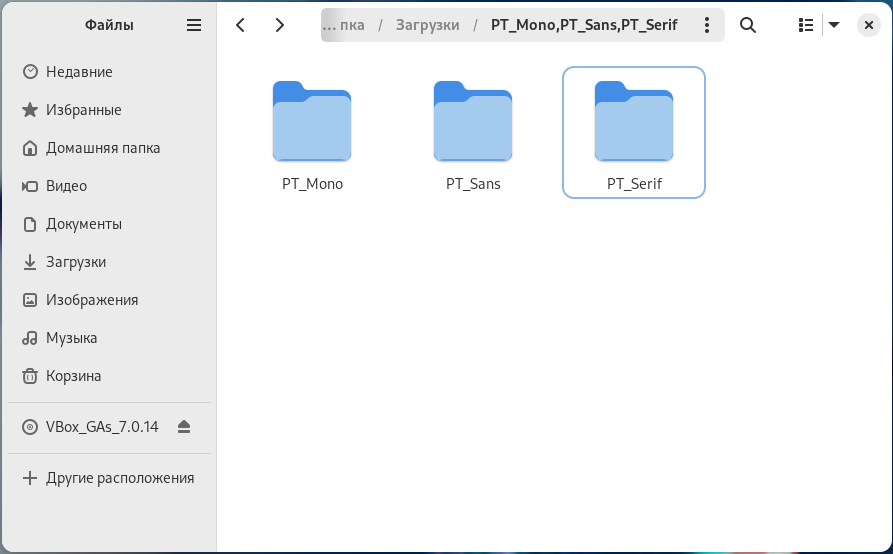 Файлы
… пка / Загрузки / PT_Mono,PT_Sans,PT_Serif
Недавние
Избранные
Домашняя папка
Видео
Документы
Загрузки
Изображения
Музыка
Корзина
VBox_GAs_7.0.14
Другие расположения
PT_Mono
PT_Sans
PT_Serif